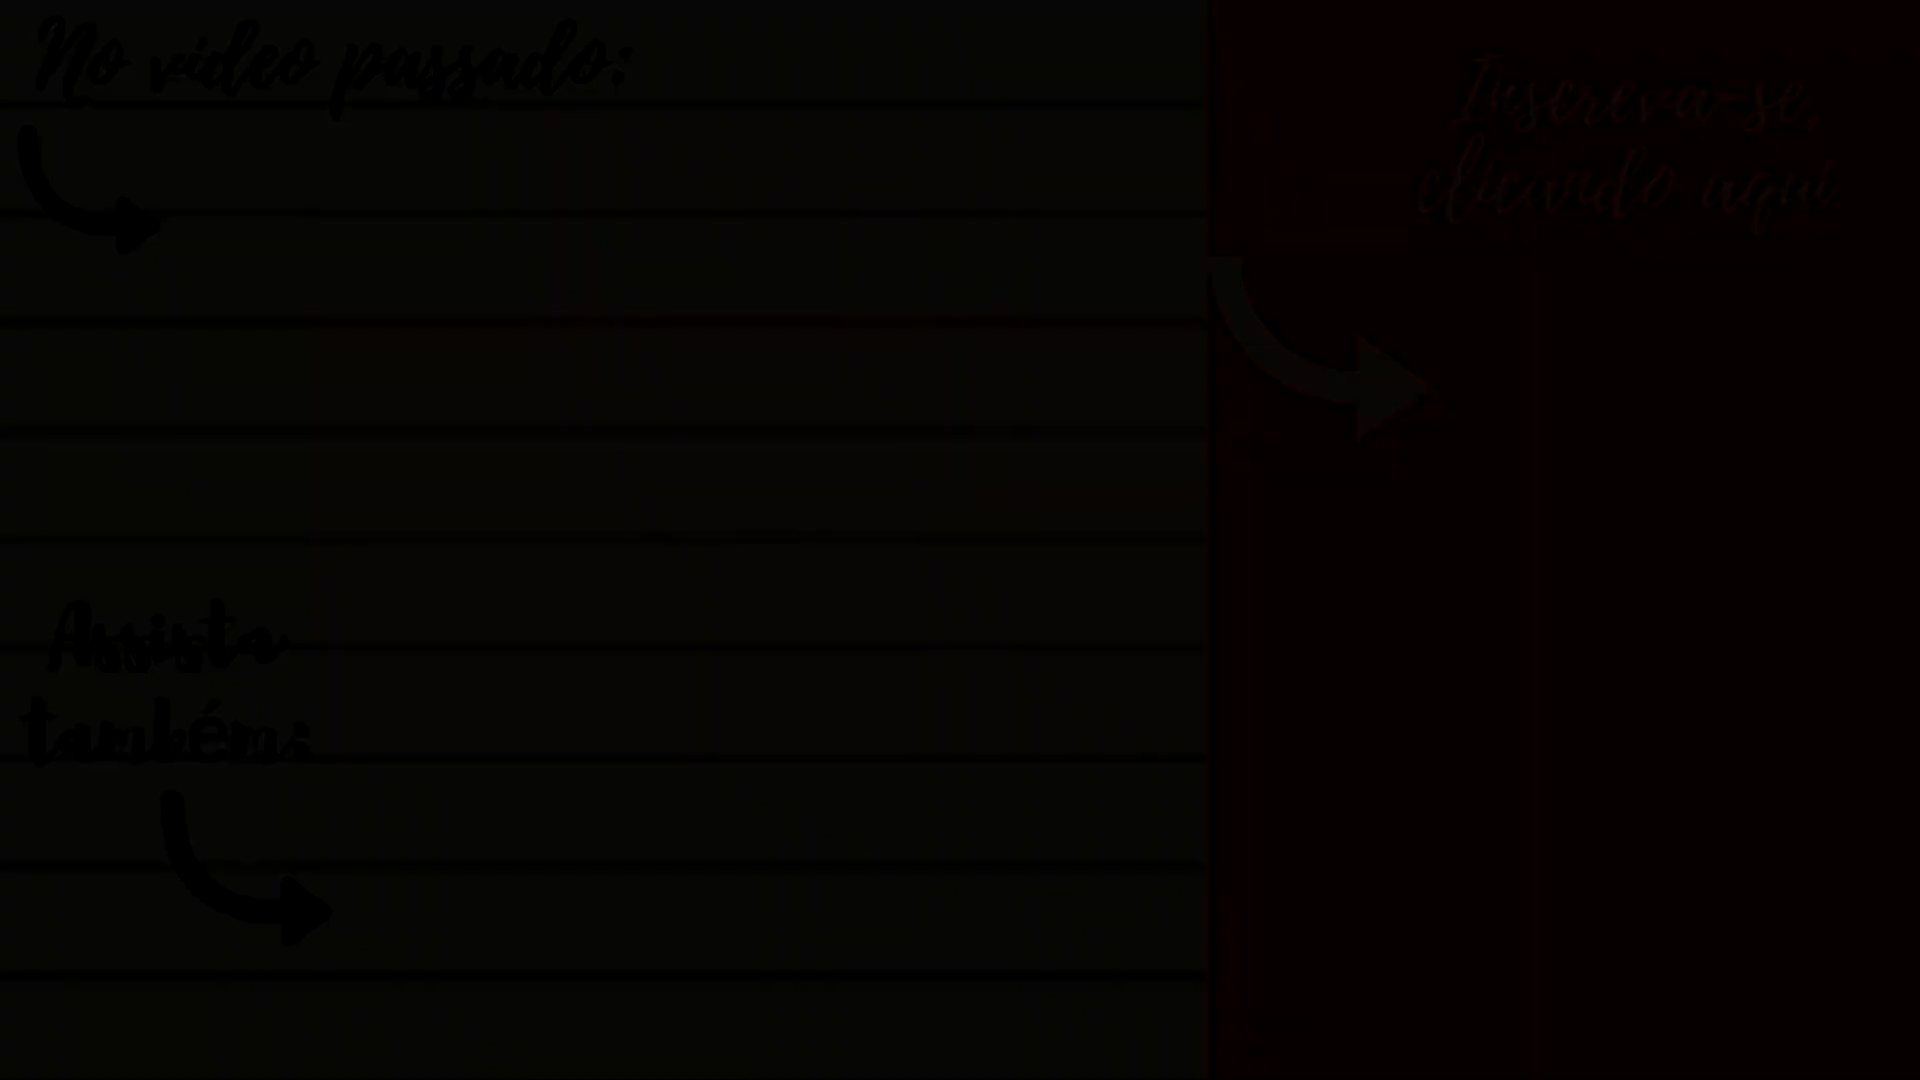 No vídeo passado:
Inscreva-se,
clicando aqui
Assista
também: